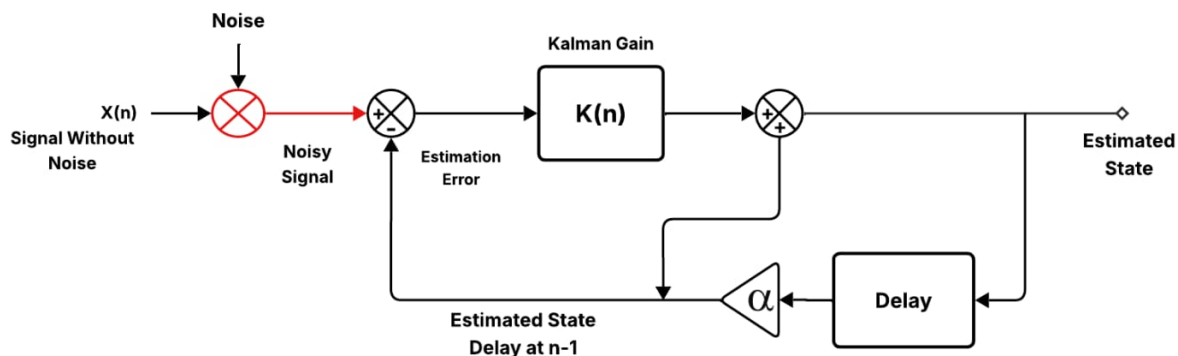 Noise
X(n)
Signal Without
Noise
Noisy
Signal
+
-
Estimation
Error
Kalman Gain
K(n)
+
+
Estimated
State
Delay
α
Estimated State
Delay at n-1